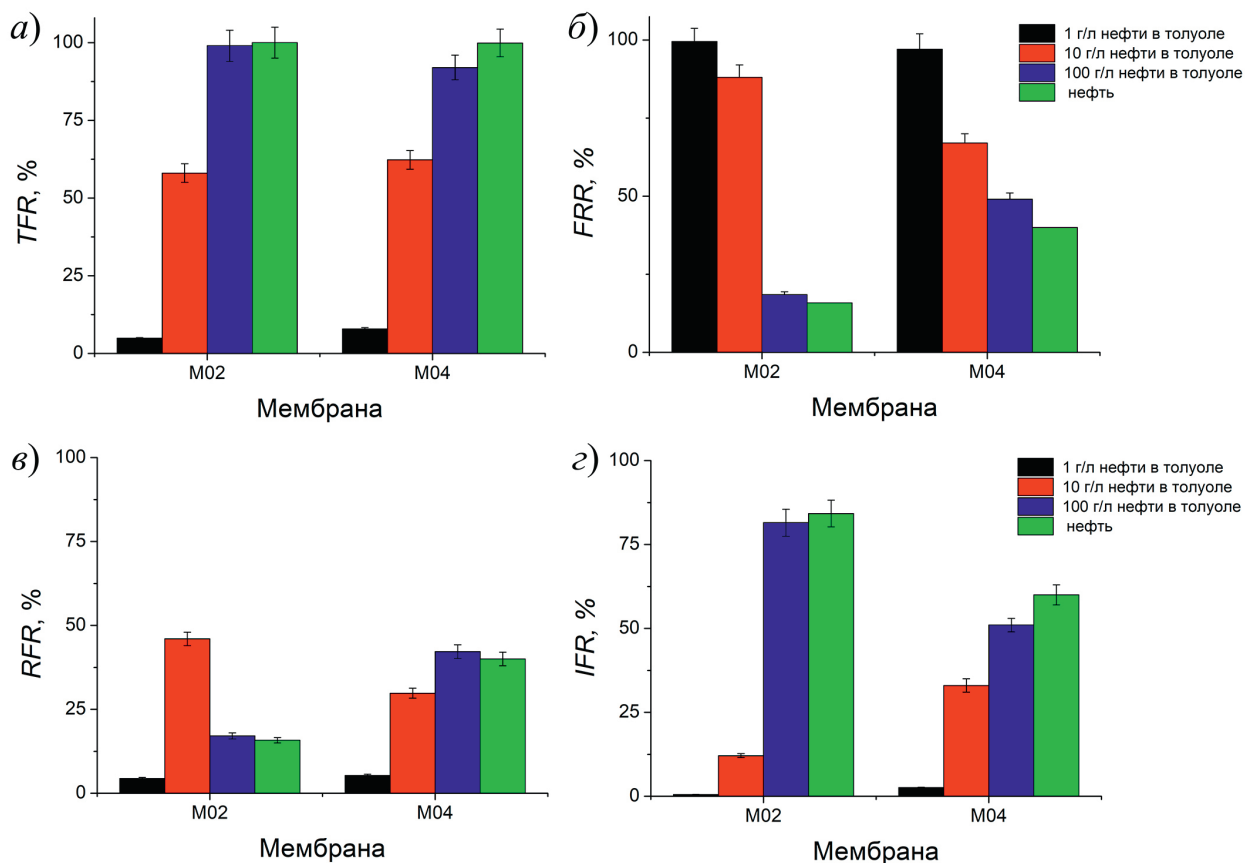 а)
100
75
50
25
0
TFR, %
M02
M04
Мембрана
б)
100
50
0
FRR, %
M02
M04
Мембрана
1 г/л нефти в толуоле
10 г/л нефти в толуоле
100 г/л нефти в толуоле
нефть
в)
100
50
25
0
RFR, %
M02
M04
Мембрана
г)
100
75
50
25
0
IFR, %
M02
M04
Мембрана
1 г/л нефти в толуоле
10 г/л нефти в толуоле
100 г/л нефти в толуоле
нефть